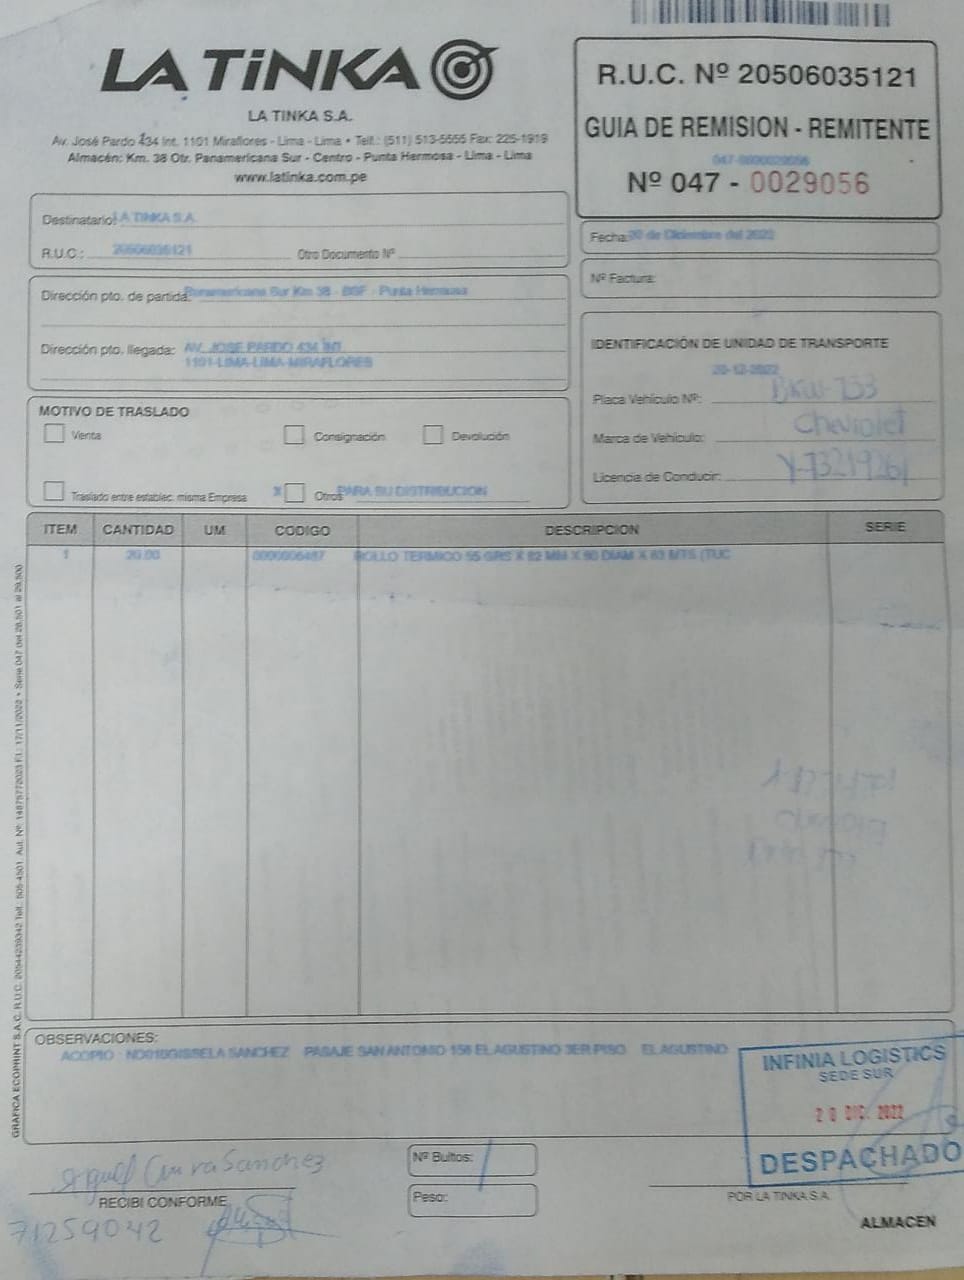 LA TiNKA
LA TINKA S.A.
Av. José Pardo 434 Int. 1101 Miraflores - Lima - Lima • Telf.: (511) 513-5555 Fax: 225-1919
Almacén: Km. 38 Otr. Panamericana Sur - Centro - Punta Hermosa - Lima - Lima
www.latinka.com.pe
R.U.C. Nº 20506035121
GUIA DE REMISION - REMITENTE
047-0000029056
Nº 047 - 0029056
Destinatario: LA TINKA S.A.
R.U.C.: 20506035121 Otro Documento Nº
Fecha: 20 de Diciembre del 2022
Nº Factura:
Dirección pto. de partida: Panamericana Sur Km 38 - BSF - Punta Hermosa
Dirección pto. llegada: AV. JOSE PARDO 434 INT.
1101-LIMA-LIMA-MIRAFLORES
IDENTIFICACIÓN DE UNIDAD DE TRANSPORTE
20-12-2022
Placa Vehículo Nº: BKW-753
Marca de Vehículo: Chevrolet
Licencia de Conducir: Y-73219261
MOTIVO DE TRASLADO
Venta Consignación Devolución
Traslado entre establec. misma Empresa X Otros PARA SU DISTRIBUCION
ITEM CANTIDAD UM CODIGO DESCRIPCION SERIE
1 20.00 0000006487 ROLLO TERMICO 55 GRS X 82 MM X 80 DIAM X 63 MTS (TUC
GRAFICA ECOPRINT S.A.C. R.U.C. 20544239342 Telf.: 505-4501 Aut. Nº: 14875772023 F.I.: 17/11/2022 • Serie 047 del 28,501 al 29,500
OBSERVACIONES:
ACOPIO : NO010GISSELA SANCHEZ PASAJE SAN ANTONIO 156 EL AGUSTINO 3ER PISO EL AGUSTINO
INFINIA LOGISTICS
SEDE SUR
20 DIC. 2022
DESPACHADO
Sanchez
RECIBI CONFORME
71259042
Nº Bultos: 1
Peso:
POR LA TINKA S.A.
ALMACEN